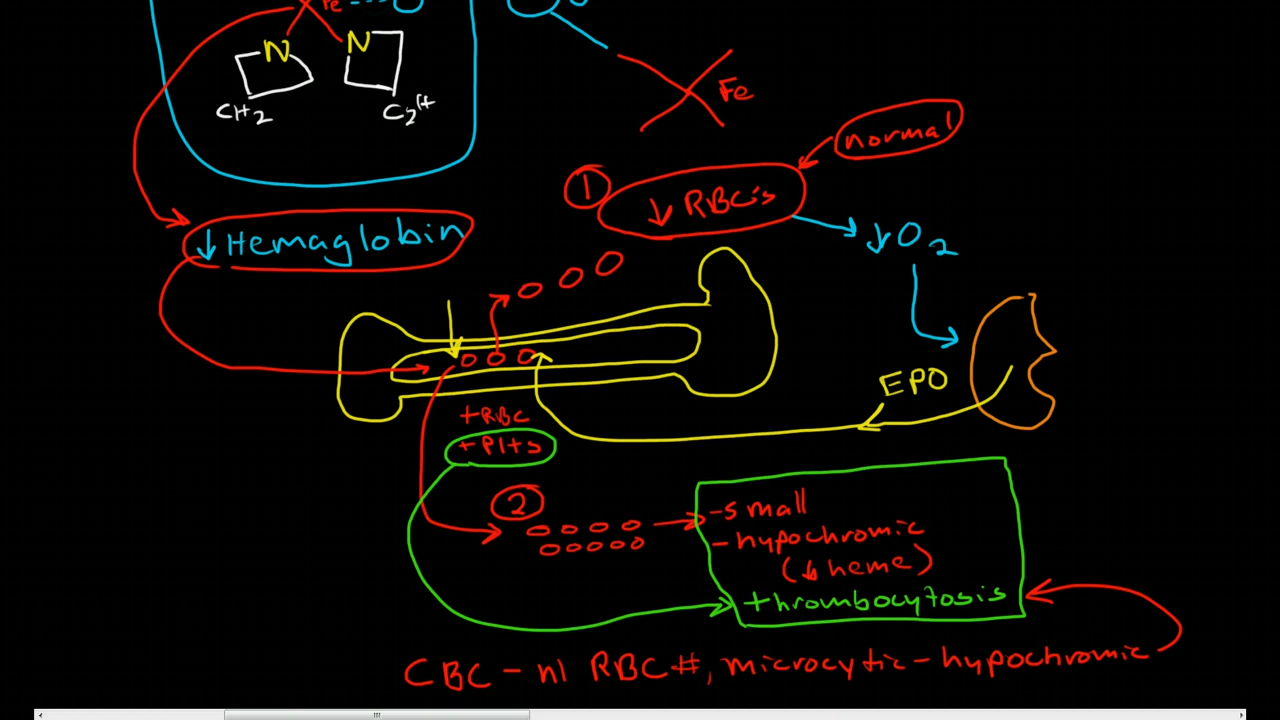 Fe
N N
CH2
C2H
Fe
normal
1
↓ RBC's
↓ O2
↓ Hemaglobin
EPO
+RBC
+Plts
2
- small
- hypochromic
(↓ heme)
+ thrombocytosis
CBC - nl RBC #, microcytic - hypochromic